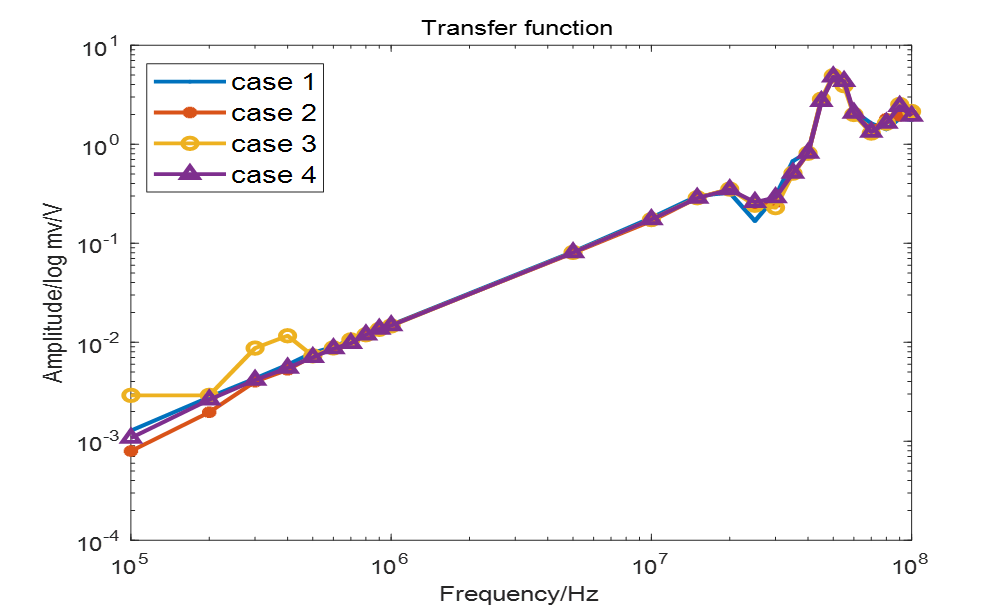 Transfer function
10^1
10^0
10^-1
10^-2
10^-3
10^-4
case 1
case 2
case 3
case 4
Amplitude/log mv/V
10^5
10^6
10^7
10^8
Frequency/Hz